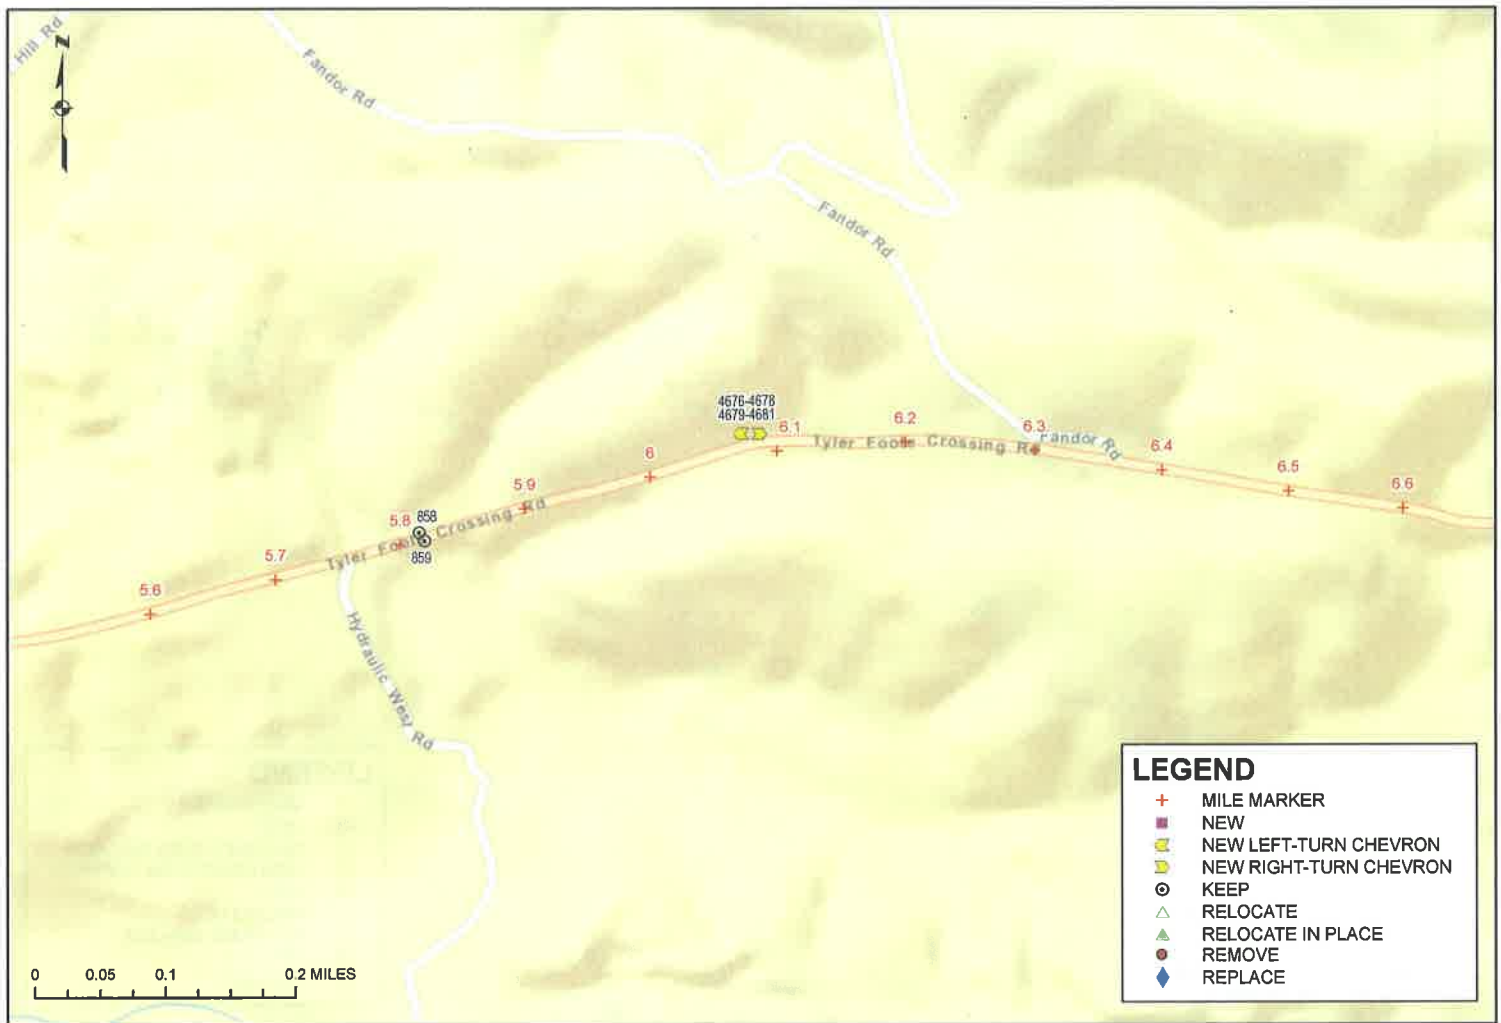 Hill Rd
N
Fandor Rd
Fandor Rd
4676-4678
4679-4681
6.1
6.2
6.3
Fandor Rd
6.4
6.5
6.6
Tyler Foote Crossing Rd
6
5.9
5.8
858
859
Tyler Foote Crossing Rd
5.7
5.6
Hydraulic West Rd
LEGEND
MILE MARKER
NEW
NEW LEFT-TURN CHEVRON
NEW RIGHT-TURN CHEVRON
KEEP
RELOCATE
RELOCATE IN PLACE
REMOVE
REPLACE
0 0.05 0.1 0.2 MILES